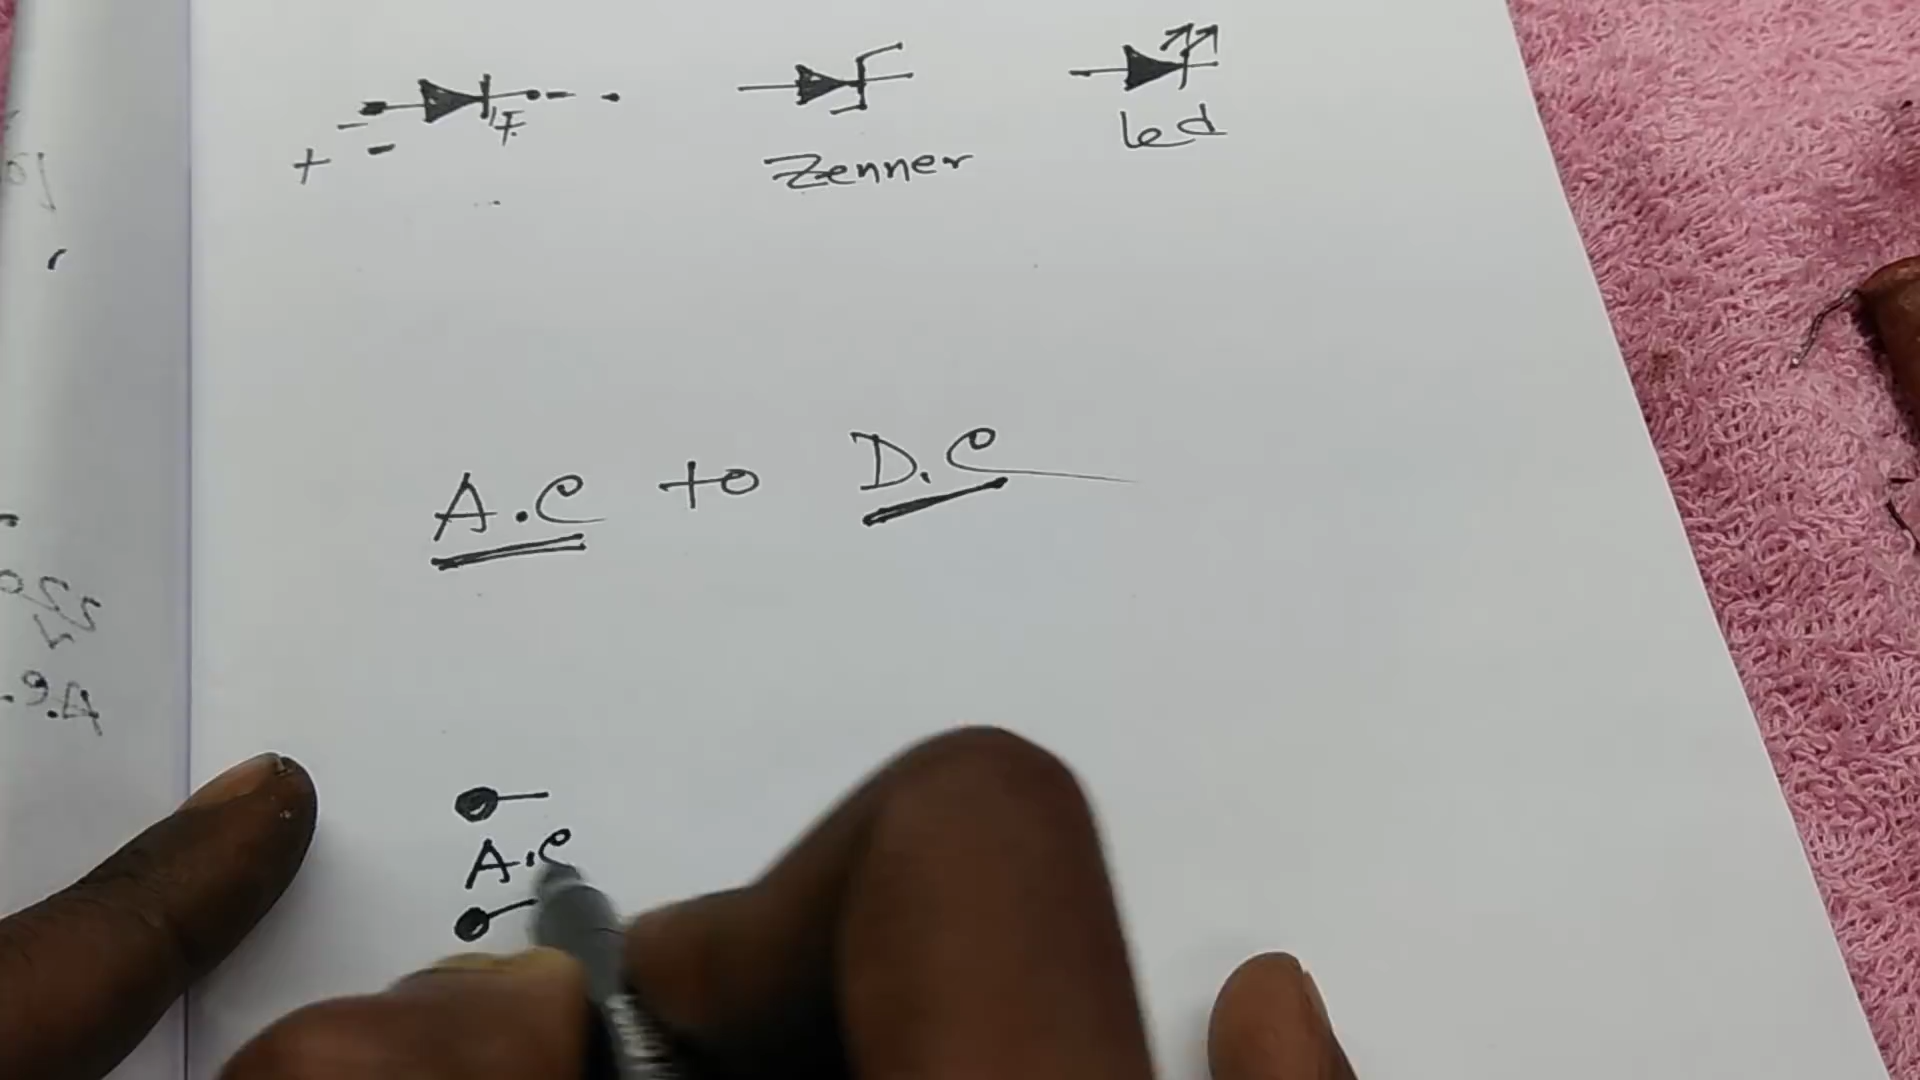 + - - -
Zenner
Led
A.C to D.C
A.C